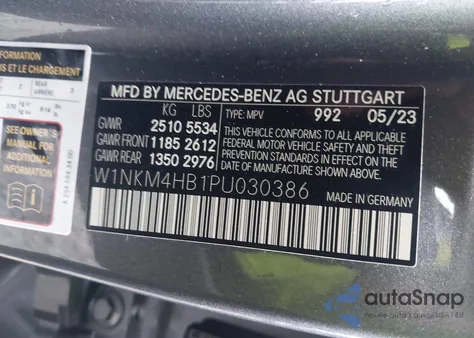 NFORMATION
S ET LE CHARGEMENT
SEE OWNER'S
MANUAL FOR
MFD BY MERCEDES-BENZ AG STUTTGART
KG LBS TYPE: MPV 992 05/23
GVWR 2510 5534
GAWR FRONT 1185 2612
GAWR REAR 1350 2976
THIS VEHICLE CONFORMS TO ALL APPLICABLE
FEDERAL MOTOR VEHICLE SAFETY AND THEFT
PREVENTION STANDARDS IN EFFECT ON THE
DATE OF MANUFACTURE SHOWN ABOVE.
W1NKM4HB1PU030386
MADE IN GERMANY
autoSnap